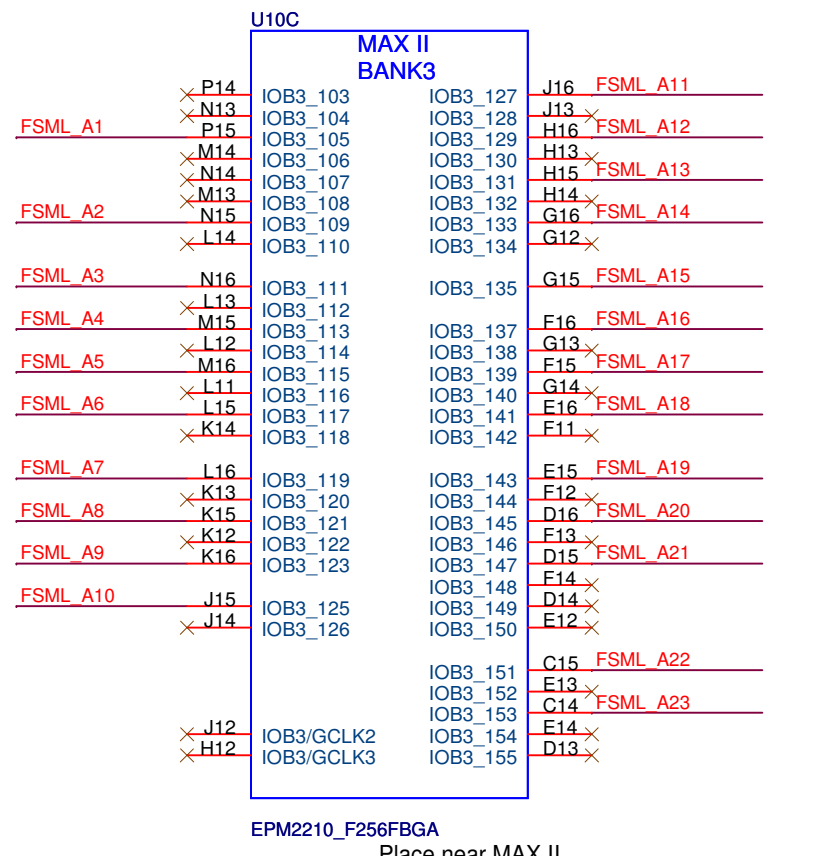 U10C
MAX II
BANK3
P14 IOB3_103 IOB3_127 J16 FSML_A11
N13 IOB3_104 IOB3_128 J13
FSML_A1 P15 IOB3_105 IOB3_129 H16 FSML_A12
M14 IOB3_106 IOB3_130 H13
N14 IOB3_107 IOB3_131 H15 FSML_A13
M13 IOB3_108 IOB3_132 H14
FSML_A2 N15 IOB3_109 IOB3_133 G16 FSML_A14
L14 IOB3_110 IOB3_134 G12
FSML_A3 N16 IOB3_111 IOB3_135 G15 FSML_A15
L13 IOB3_112
FSML_A4 M15 IOB3_113 IOB3_137 F16 FSML_A16
L12 IOB3_114 IOB3_138 G13
FSML_A5 M16 IOB3_115 IOB3_139 F15 FSML_A17
L11 IOB3_116 IOB3_140 G14
FSML_A6 L15 IOB3_117 IOB3_141 E16 FSML_A18
K14 IOB3_118 IOB3_142 F11
FSML_A7 L16 IOB3_119 IOB3_143 E15 FSML_A19
K13 IOB3_120 IOB3_144 F12
FSML_A8 K15 IOB3_121 IOB3_145 D16 FSML_A20
K12 IOB3_122 IOB3_146 F13
FSML_A9 K16 IOB3_123 IOB3_147 D15 FSML_A21
IOB3_148 F14
FSML_A10 J15 IOB3_125 IOB3_149 D14
J14 IOB3_126 IOB3_150 E12
IOB3_151 C15 FSML_A22
IOB3_152 E13
IOB3_153 C14 FSML_A23
J12 IOB3/GCLK2 IOB3_154 E14
H12 IOB3/GCLK3 IOB3_155 D13
EPM2210_F256FBGA
Place near MAX II